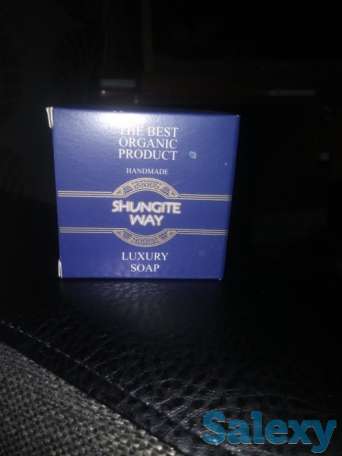 THE BEST
ORGANIC
PRODUCT
HANDMADE
SHUNGITE
WAY
LUXURY
SOAP
Salexy